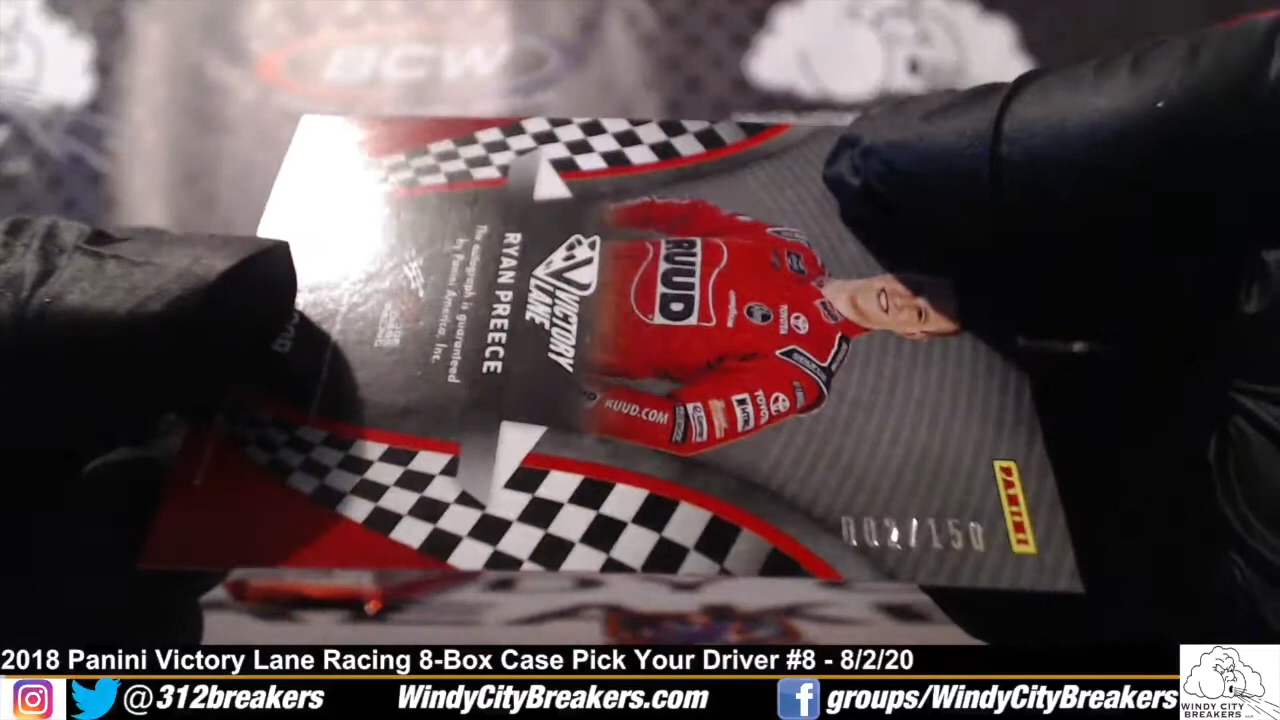 BCW
VICTORY
LANE
RYAN PREECE
The autograph is guaranteed
by Panini America, Inc.
RUUD
TOYOTA
RUUD.COM
TOYOTA
PANINI
002/150
2018 Panini Victory Lane Racing 8-Box Case Pick Your Driver #8 - 8/2/20
@312breakers
WindyCityBreakers.com
groups/WindyCityBreakers
WINDY CITY
BREAKERS